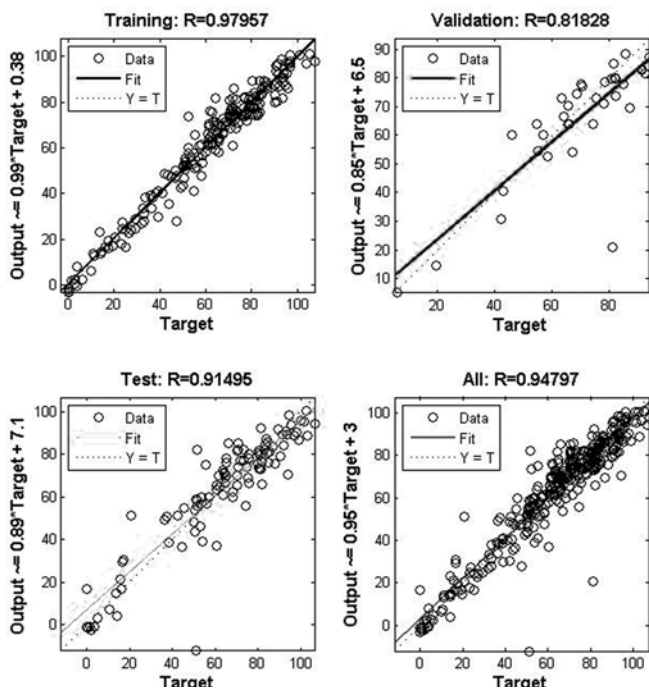 Training: R=0.97957
Output ~= 0.99*Target + 0.38
100
80
60
40
20
0
Data
Fit
Y = T
0 20 40 60 80 100
Target
Validation: R=0.81828
Output ~= 0.85*Target + 6.5
90
80
70
60
50
40
30
20
10
Data
Fit
Y = T
20 40 60 80
Target
Test: R=0.91495
Output ~= 0.89*Target + 7.1
100
80
60
40
20
0
Data
Fit
Y = T
0 20 40 60 80 100
Target
All: R=0.94797
Output ~= 0.95*Target + 3
100
80
60
40
20
0
Data
Fit
Y = T
0 20 40 60 80 100
Target